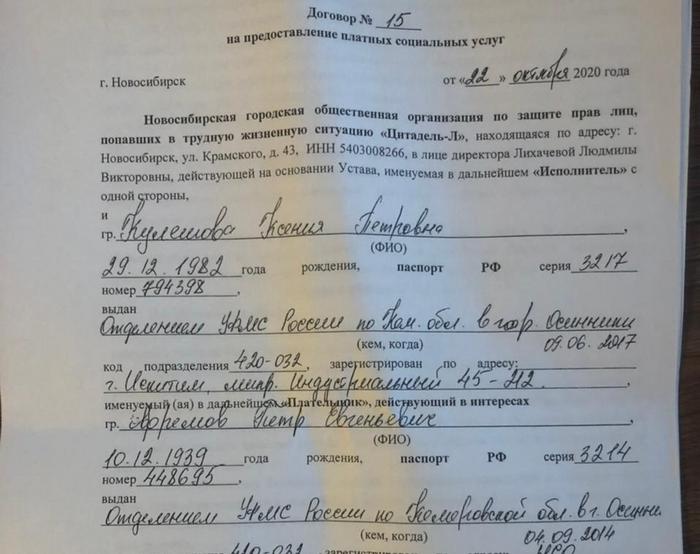 Договор № 15
на предоставление платных социальных услуг
г. Новосибирск от «22» октября 2020 года
Новосибирская городская общественная организация по защите прав лиц,
попавших в трудную жизненную ситуацию «Цитадель-Л», находящаяся по адресу: г.
Новосибирск, ул. Крамского, д. 43, ИНН 5403008266, в лице директора Лихачевой Людмилы
Викторовны, действующей на основании Устава, именуемая в дальнейшем «Исполнитель» с
одной стороны,
и
гр. Кулешова Ксения Петровна,
(ФИО)
29.12.1982 года рождения, паспорт РФ серия 3217
номер 794398,
выдан
Отделением УФМС России по Кем. обл. в гор. Осинники
(кем, когда) 09.06.2017
код подразделения 420-032, зарегистрирован по адресу:
г. Искитим, мкр. Индустриальный 45-212.,
именуемый (ая) в дальнейшем «Плательщик», действующий в интересах
гр. Ефремов Петр Евгеньевич
(ФИО)
10.12.1939 года рождения, паспорт РФ серия 3214
номер 448695,
выдан
Отделением УФМС России по Кемеровской обл. в г. Осинни
(кем, когда) 04.09.2014
420-032